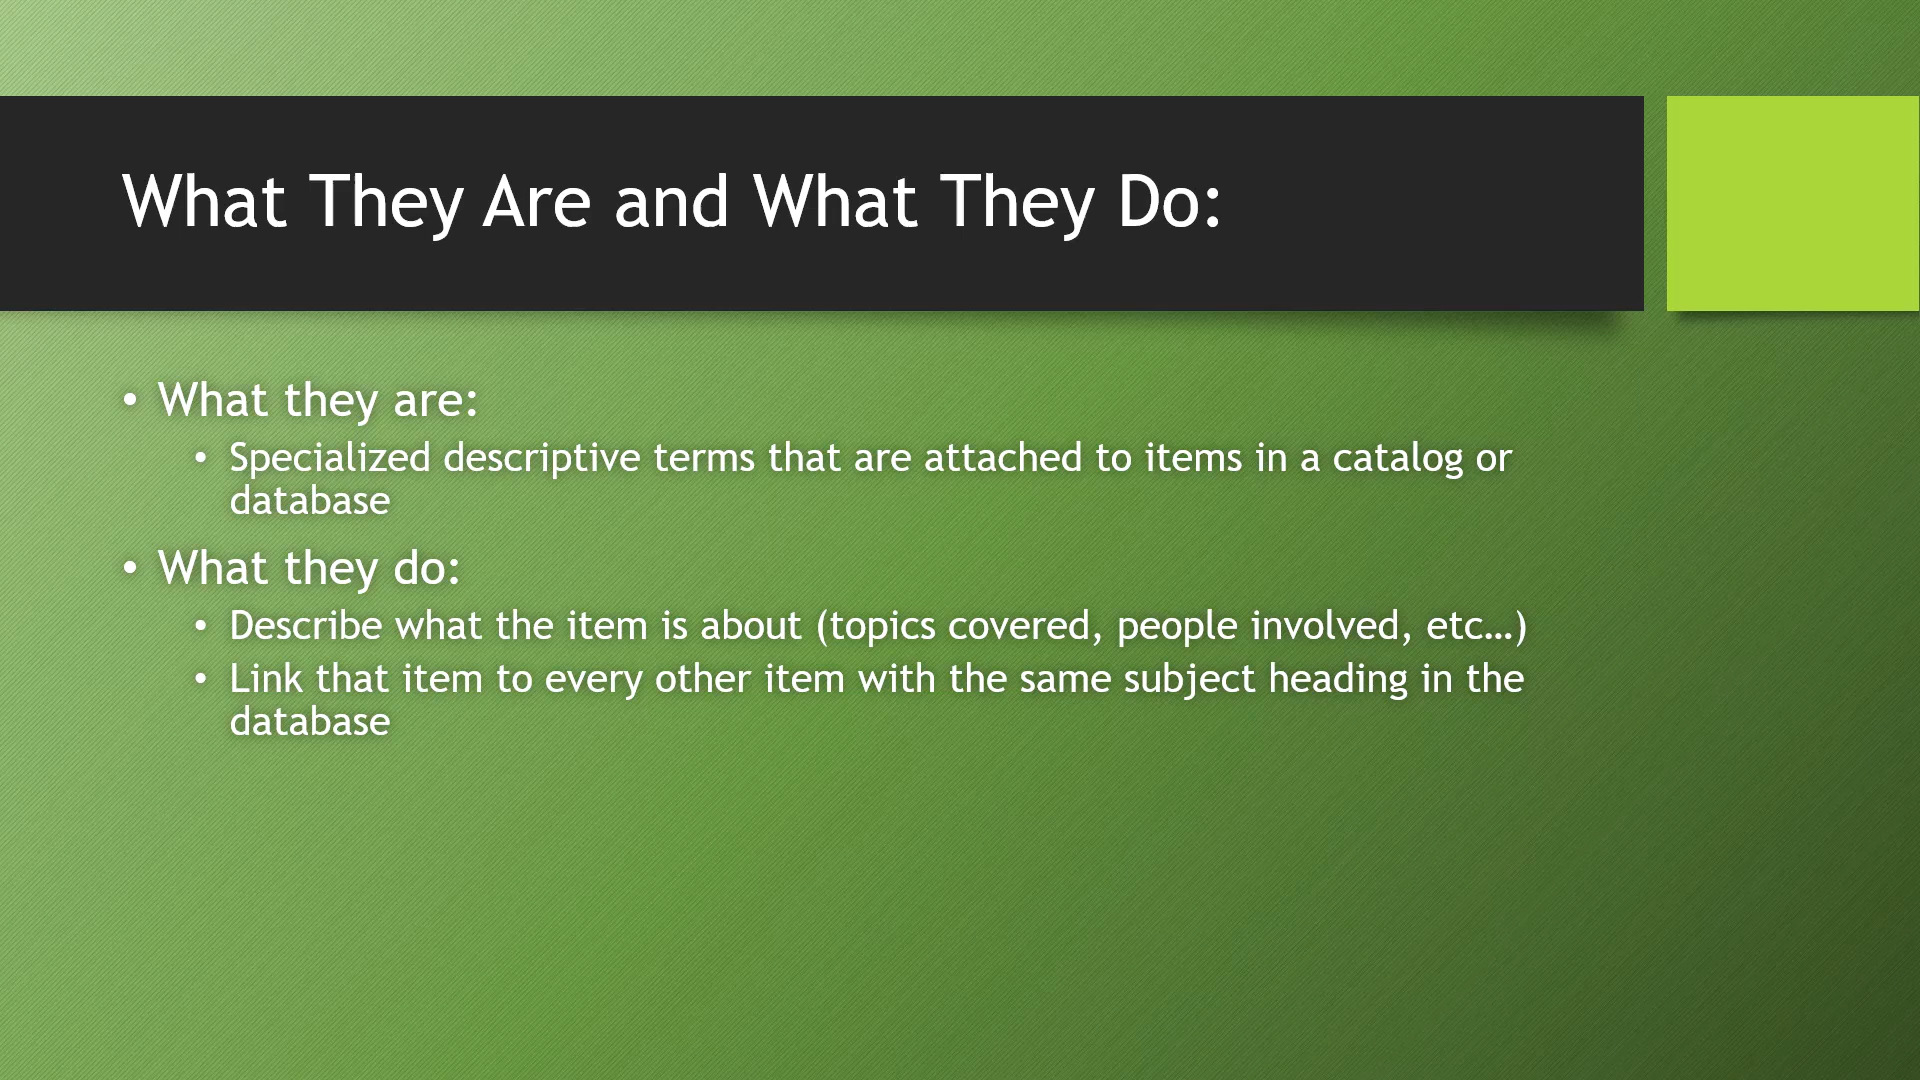 What They Are and What They Do:
• What they are:
• Specialized descriptive terms that are attached to items in a catalog or
database
• What they do:
• Describe what the item is about (topics covered, people involved, etc…)
• Link that item to every other item with the same subject heading in the
database